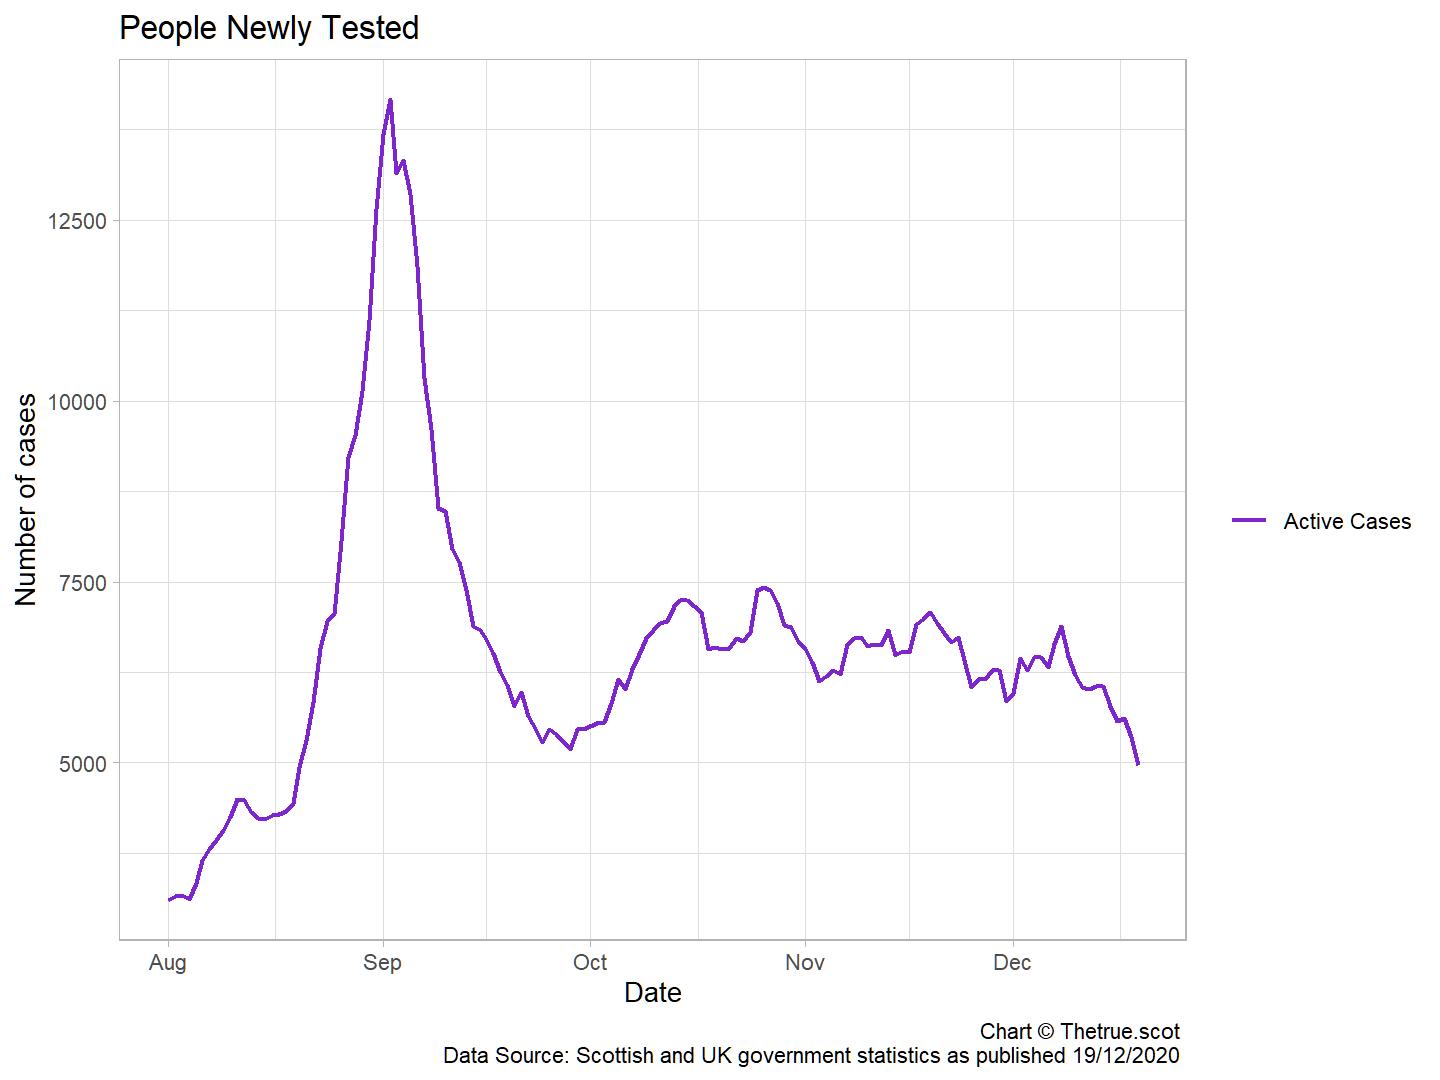 People Newly Tested
12500
10000
7500
5000
Number of cases
Aug Sep Oct Nov Dec
Date
Active Cases
Chart © Thetrue.scot
Data Source: Scottish and UK government statistics as published 19/12/2020